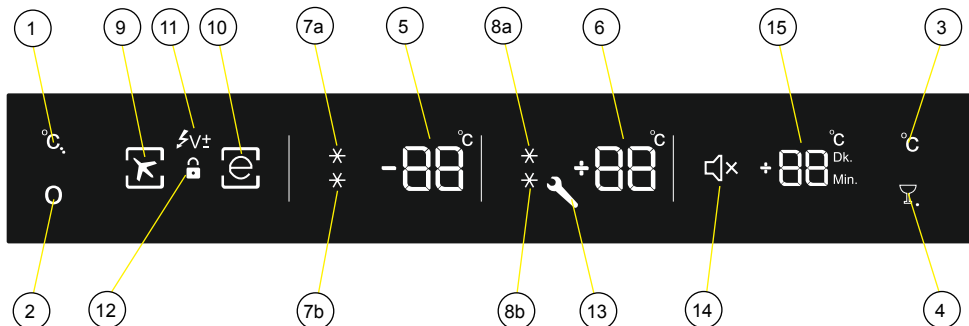 1 9 11 10 7a 5 8a 6 15 3
°C V± e -88 °C +88 °C +88 °C °C
Dk.
Min.
O
2 12 7b 8b 13 14 4